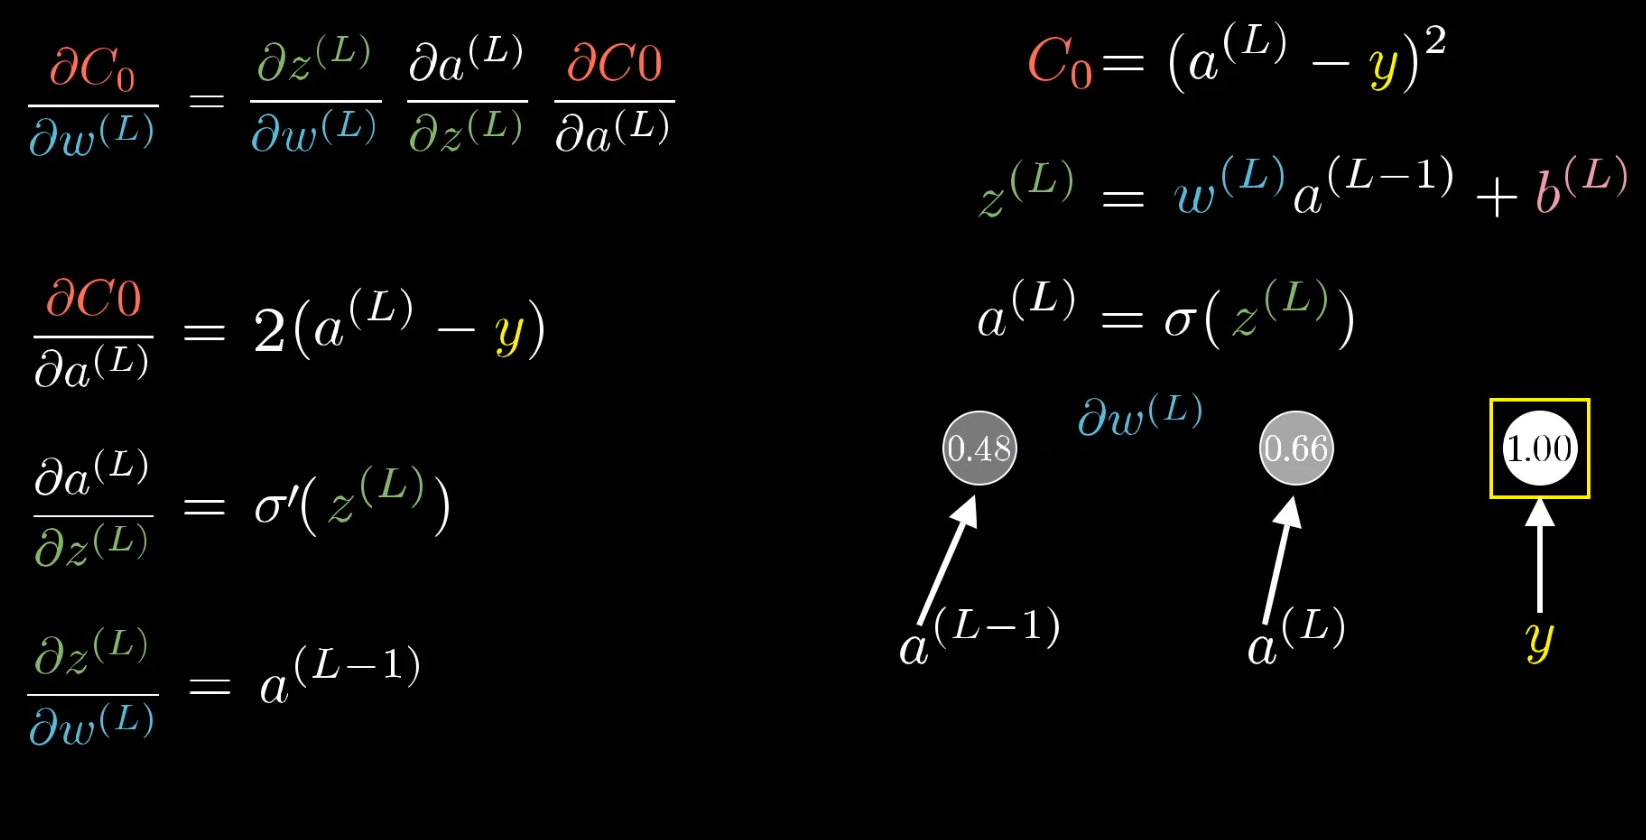 ∂C₀/∂w^(L) = ∂z^(L)/∂w^(L) ∂a^(L)/∂z^(L) ∂C0/∂a^(L)
∂C0/∂a^(L) = 2(a^(L) − y)
∂a^(L)/∂z^(L) = σ′(z^(L))
∂z^(L)/∂w^(L) = a^(L−1)
C₀ = (a^(L) − y)²
z^(L) = w^(L)a^(L−1) + b^(L)
a^(L) = σ(z^(L))
∂w^(L)
0.48 0.66 1.00
a^(L−1) a^(L) y